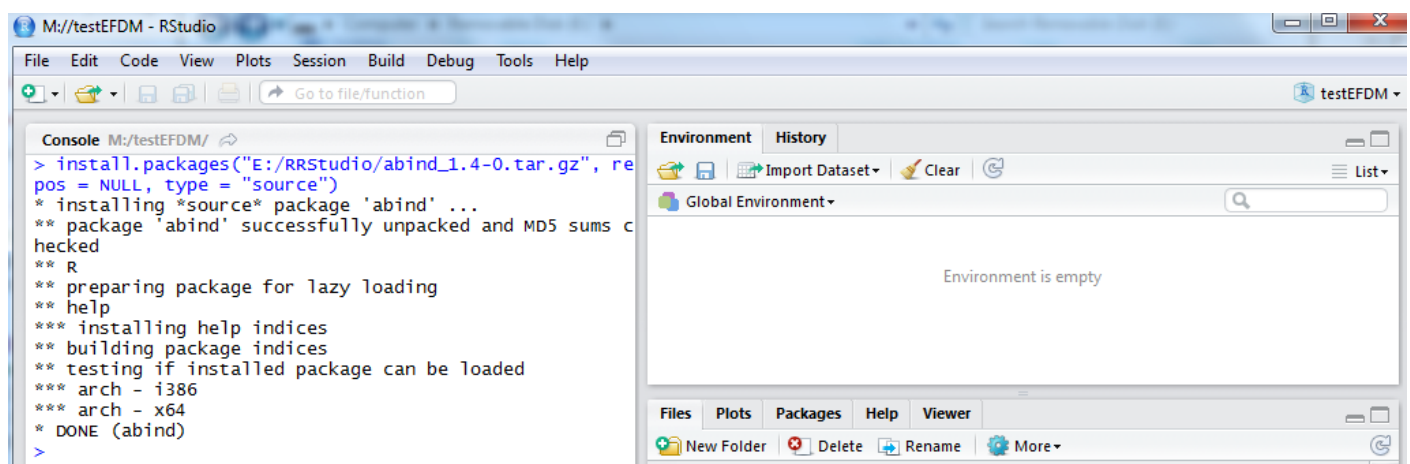 M://testEFDM - RStudio
File Edit Code View Plots Session Build Debug Tools Help
Go to file/function
testEFDM
Console M:/testEFDM/
> install.packages("E:/RRStudio/abind_1.4-0.tar.gz", re
pos = NULL, type = "source")
* installing *source* package 'abind' ...
** package 'abind' successfully unpacked and MD5 sums c
hecked
** R
** preparing package for lazy loading
** help
*** installing help indices
** building package indices
** testing if installed package can be loaded
*** arch - i386
*** arch - x64
* DONE (abind)
>
Environment History
Import Dataset Clear
List
Global Environment
Environment is empty
Files Plots Packages Help Viewer
New Folder Delete Rename More